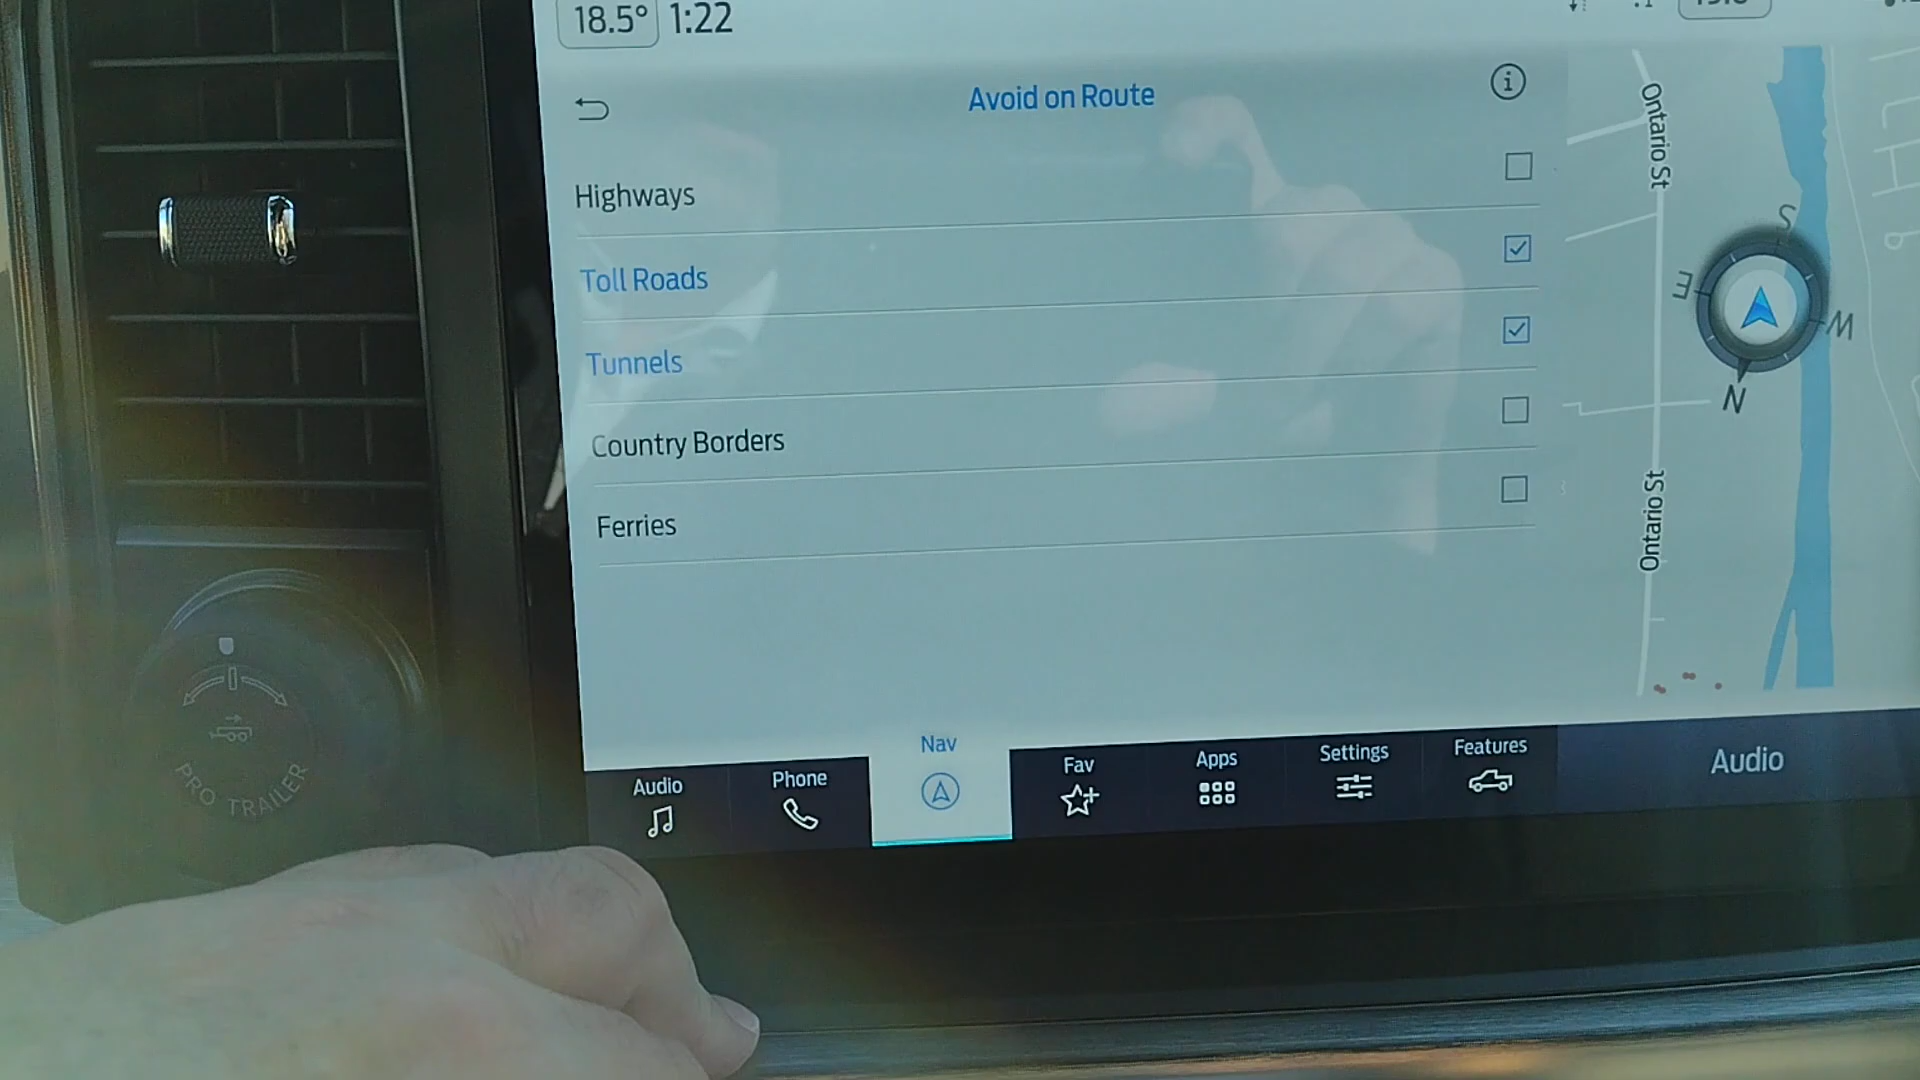 18.5° 1:22
Avoid on Route
i
Highways
Toll Roads
Tunnels
Country Borders
Ferries
Ontario St
Ontario St
S
E
W
N
Nav
Audio
Phone
Fav
Apps
Settings
Features
Audio
PRO TRAILER